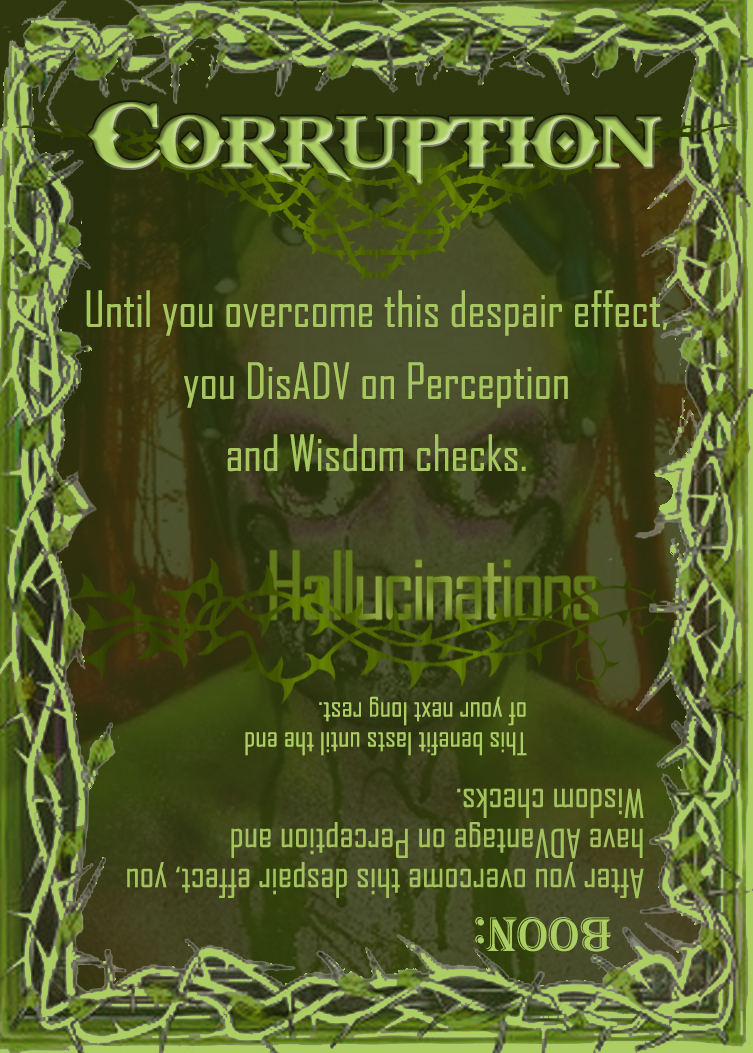 CORRUPTION
Until you overcome this despair effect,
you DisADV on Perception
and Wisdom checks.
Hallucinations
BOON:
After you overcome this despair effect, you
have ADVantage on Perception and
Wisdom checks.
This benefit lasts until the end
of your next long rest.